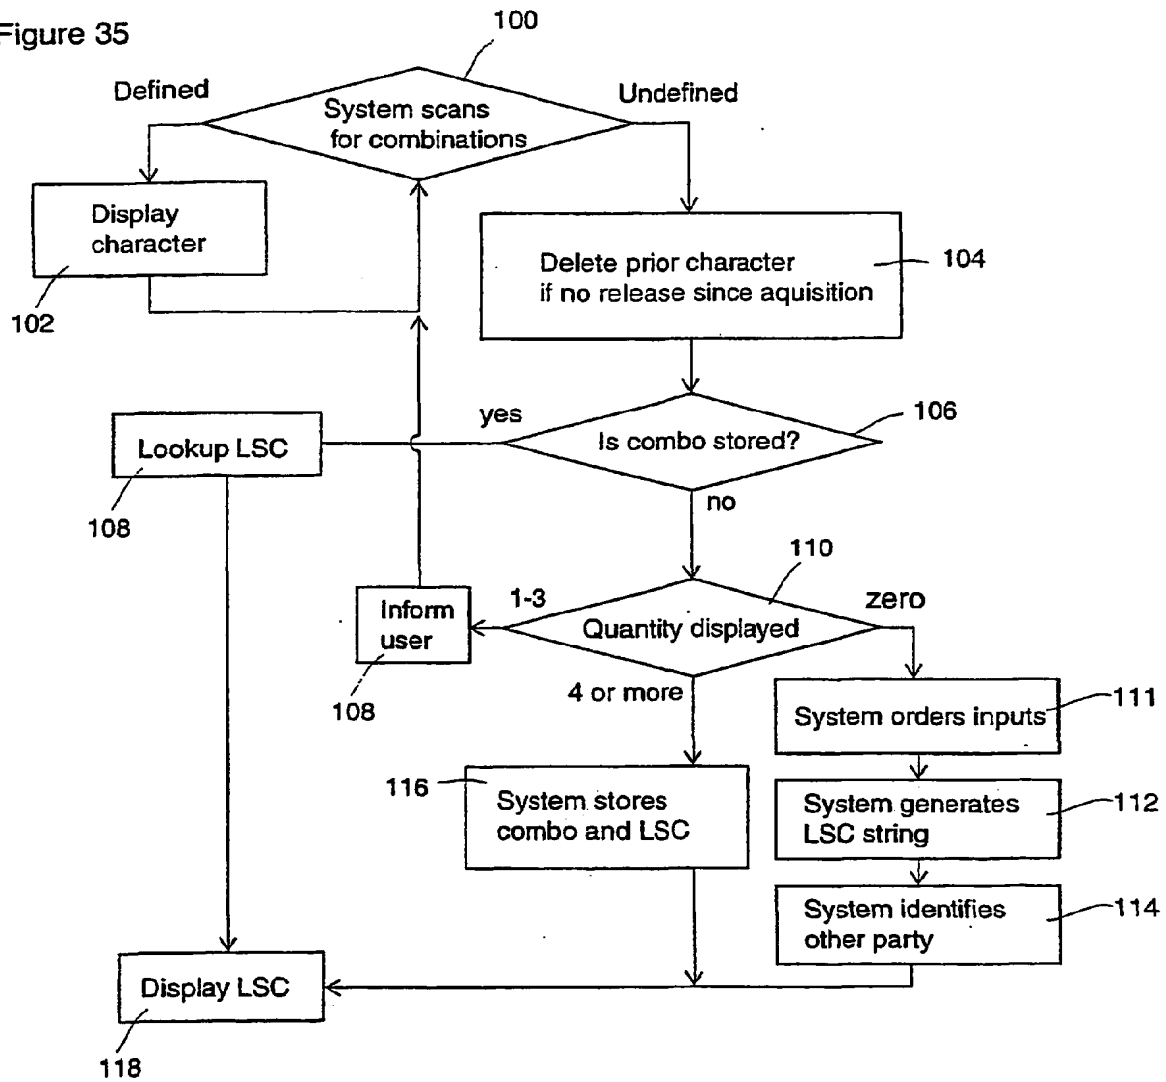 Figure 35
100
Defined
Undefined
System scans
for combinations
Display
character
102
Delete prior character
if no release since aquisition
104
yes
106
Is combo stored?
Lookup LSC
108
no
110
1-3
zero
Inform
user
108
Quantity displayed
4 or more
System orders inputs
111
116
System stores
combo and LSC
System generates
LSC string
112
System identifies
other party
114
Display LSC
118